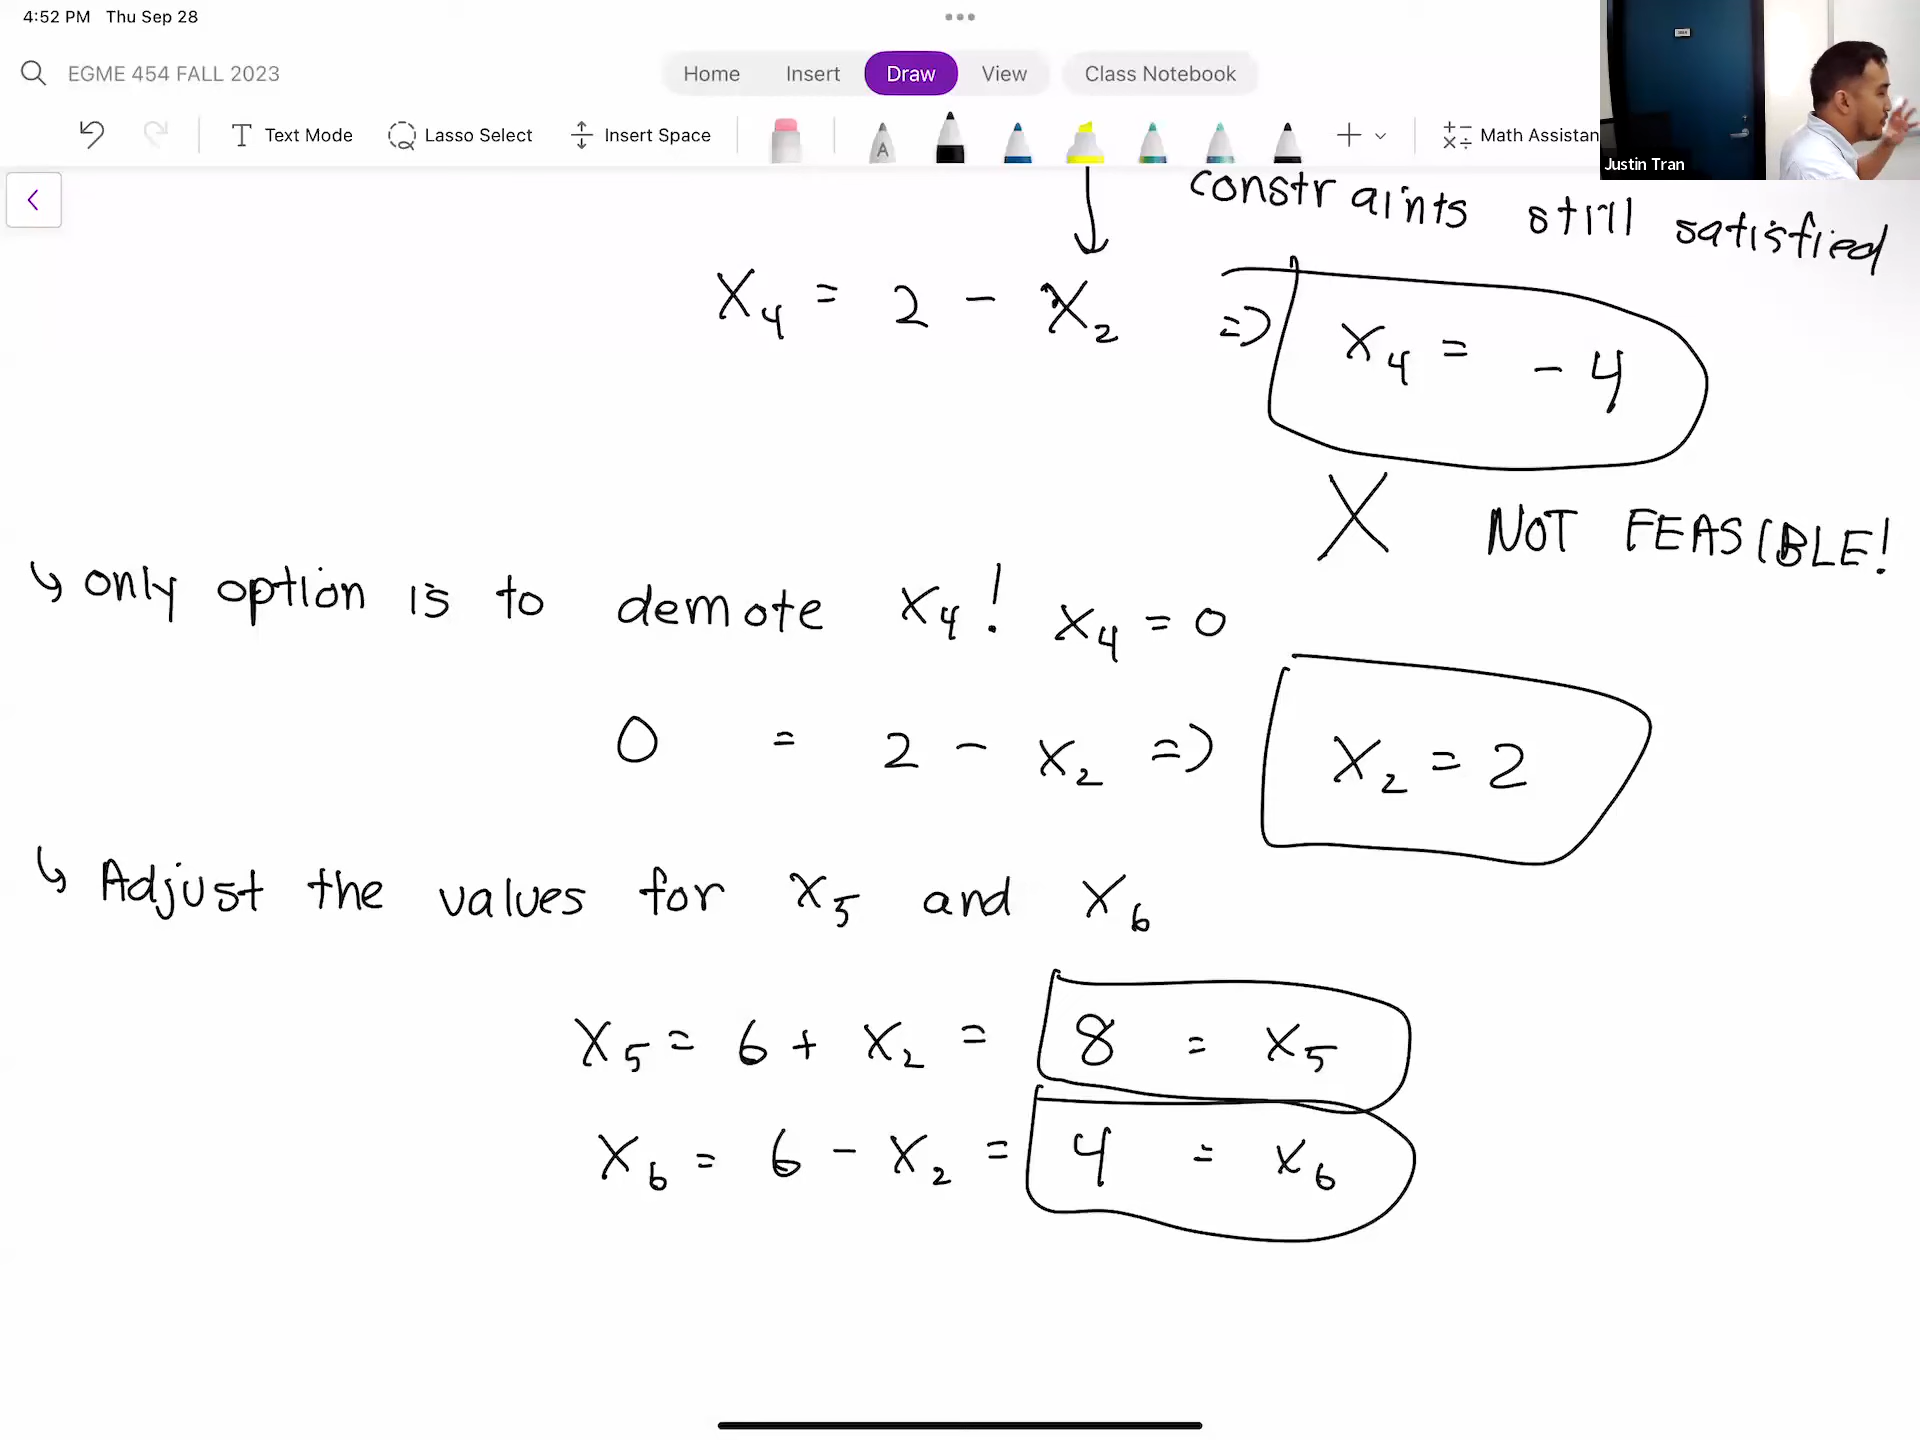 4:52 PM Thu Sep 28
EGME 454 FALL 2023
Home Insert Draw View Class Notebook
Text Mode Lasso Select Insert Space A Math Assistan
Justin Tran
constraints still satisfied
x₄ = 2 - x₂ => x₄ = -4
X NOT FEASIBLE!
↳ only option is to demote x₄! x₄ = 0
0 = 2 - x₂ => x₂ = 2
↳ Adjust the values for x₅ and x₆
x₅ = 6 + x₂ = 8 = x₅
x₆ = 6 - x₂ = 4 = x₆